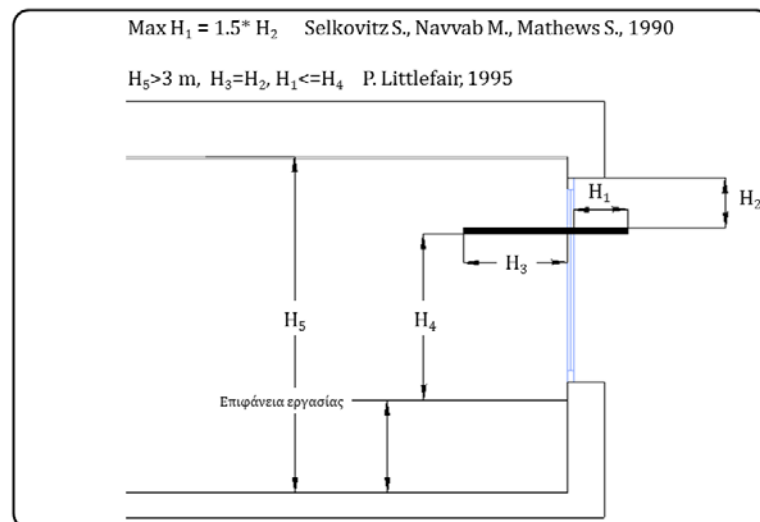 Max H₁ = 1.5* H₂ Selkovitz S., Navvab M., Mathews S., 1990
H₅>3 m, H₃=H₂, H₁<=H₄ P. Littlefair, 1995
H₁
H₂
H₃
H₄
H₅
Επιφάνεια εργασίας